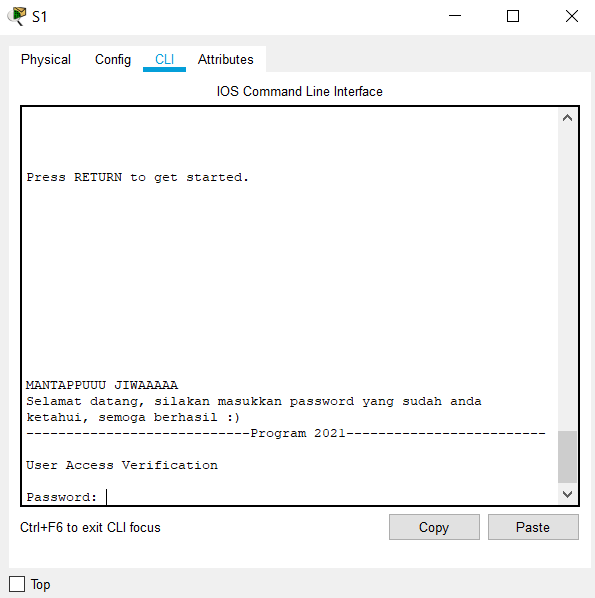 S1
Physical Config CLI Attributes
IOS Command Line Interface
Press RETURN to get started.
MANTAPPUUU JIWAAAAA
Selamat datang, silakan masukkan password yang sudah anda
ketahui, semoga berhasil :)
----------------------------Program 2021-------------------------
User Access Verification
Password:
Ctrl+F6 to exit CLI focus
Copy Paste
Top